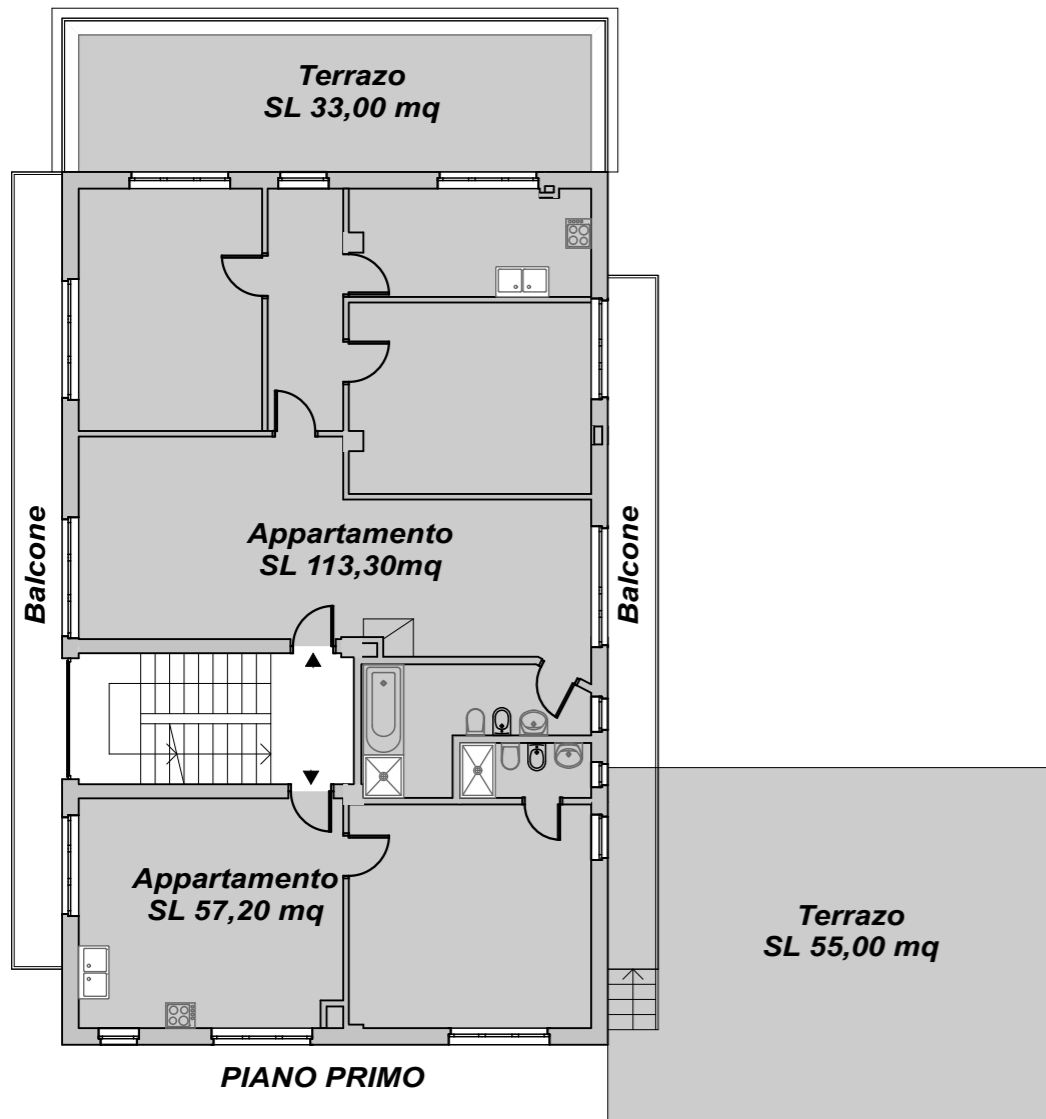 Terrazo
SL 33,00 mq
Balcone
Appartamento
SL 113,30mq
Balcone
Appartamento
SL 57,20 mq
Terrazo
SL 55,00 mq
PIANO PRIMO